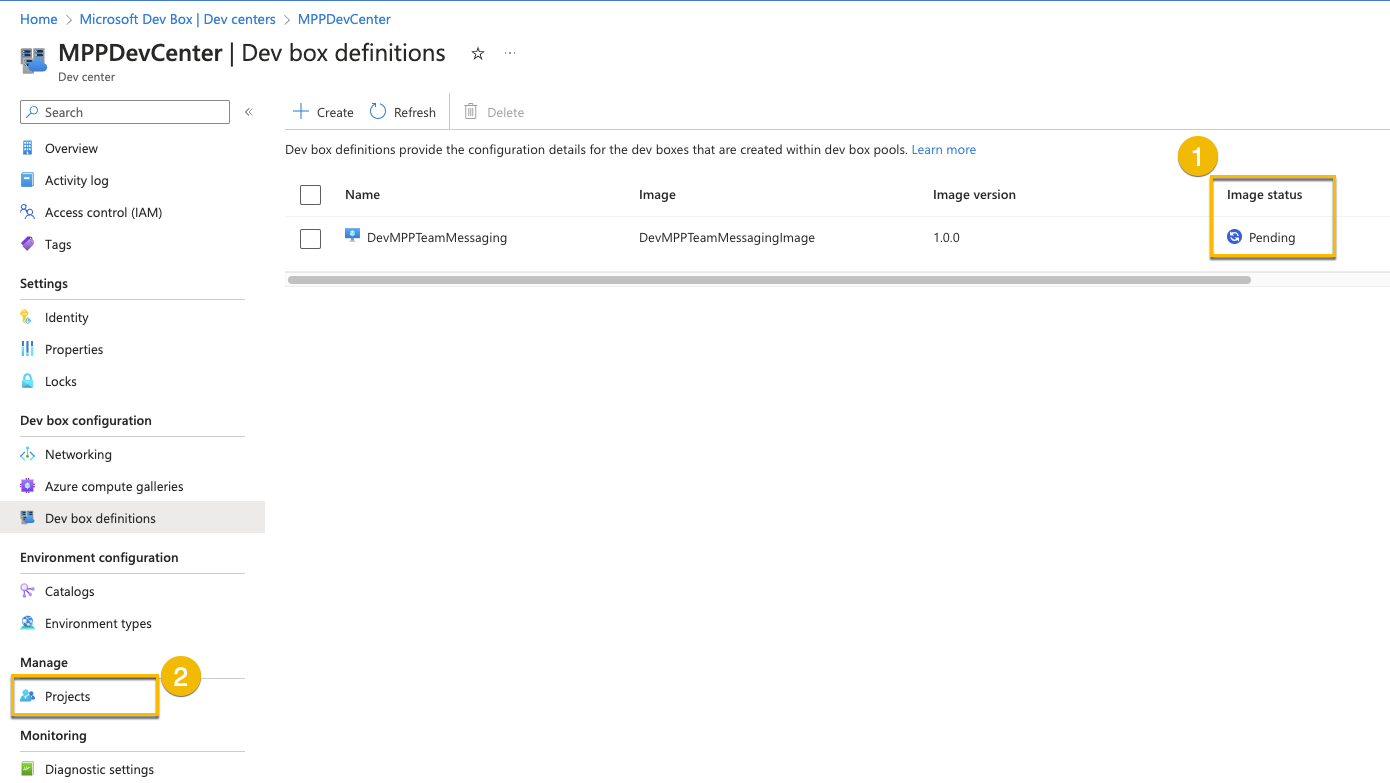 Home > Microsoft Dev Box | Dev centers > MPPDevCenter
MPPDevCenter | Dev box definitions
Dev center
Search
Overview
Activity log
Access control (IAM)
Tags
Settings
Identity
Properties
Locks
Dev box configuration
Networking
Azure compute galleries
Dev box definitions
Environment configuration
Catalogs
Environment types
Manage
Projects
2
Monitoring
Diagnostic settings
Create Refresh Delete
Dev box definitions provide the configuration details for the dev boxes that are created within dev box pools. Learn more
1
Name Image Image version Image status
DevMPPTeamMessaging DevMPPTeamMessagingImage 1.0.0 Pending